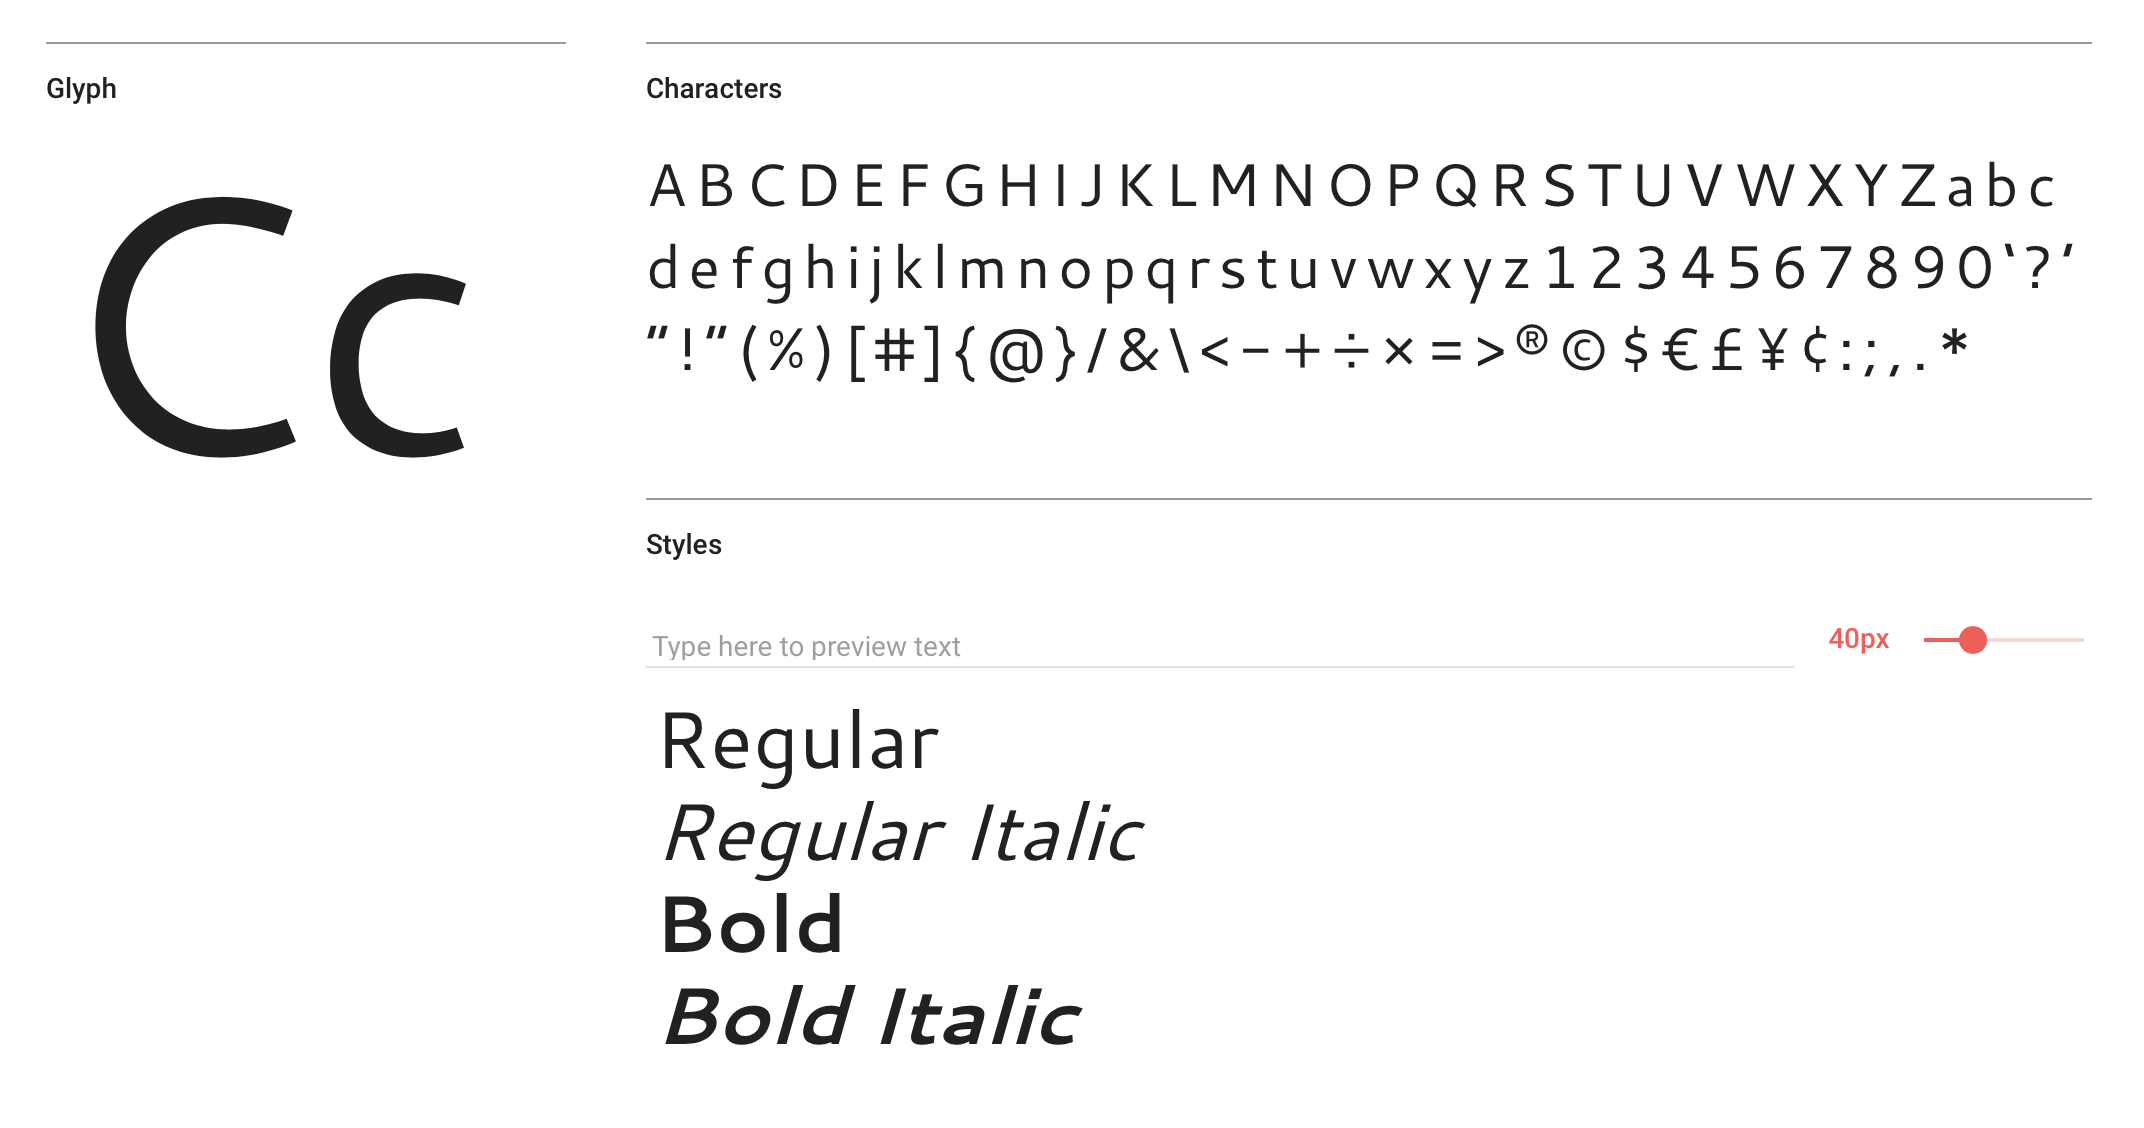 Glyph
Cc
Characters
A B C D E F G H I J K L M N O P Q R S T U V W X Y Z a b c
d e f g h i j k l m n o p q r s t u v w x y z 1 2 3 4 5 6 7 8 9 0 ‘ ? ’
“ ! ” ( % ) [ # ] { @ } / & \ < - + ÷ × = > ® © $ € £ ¥ ¢ : ; , . *
Styles
Type here to preview text
40px
Regular
Regular Italic
Bold
Bold Italic